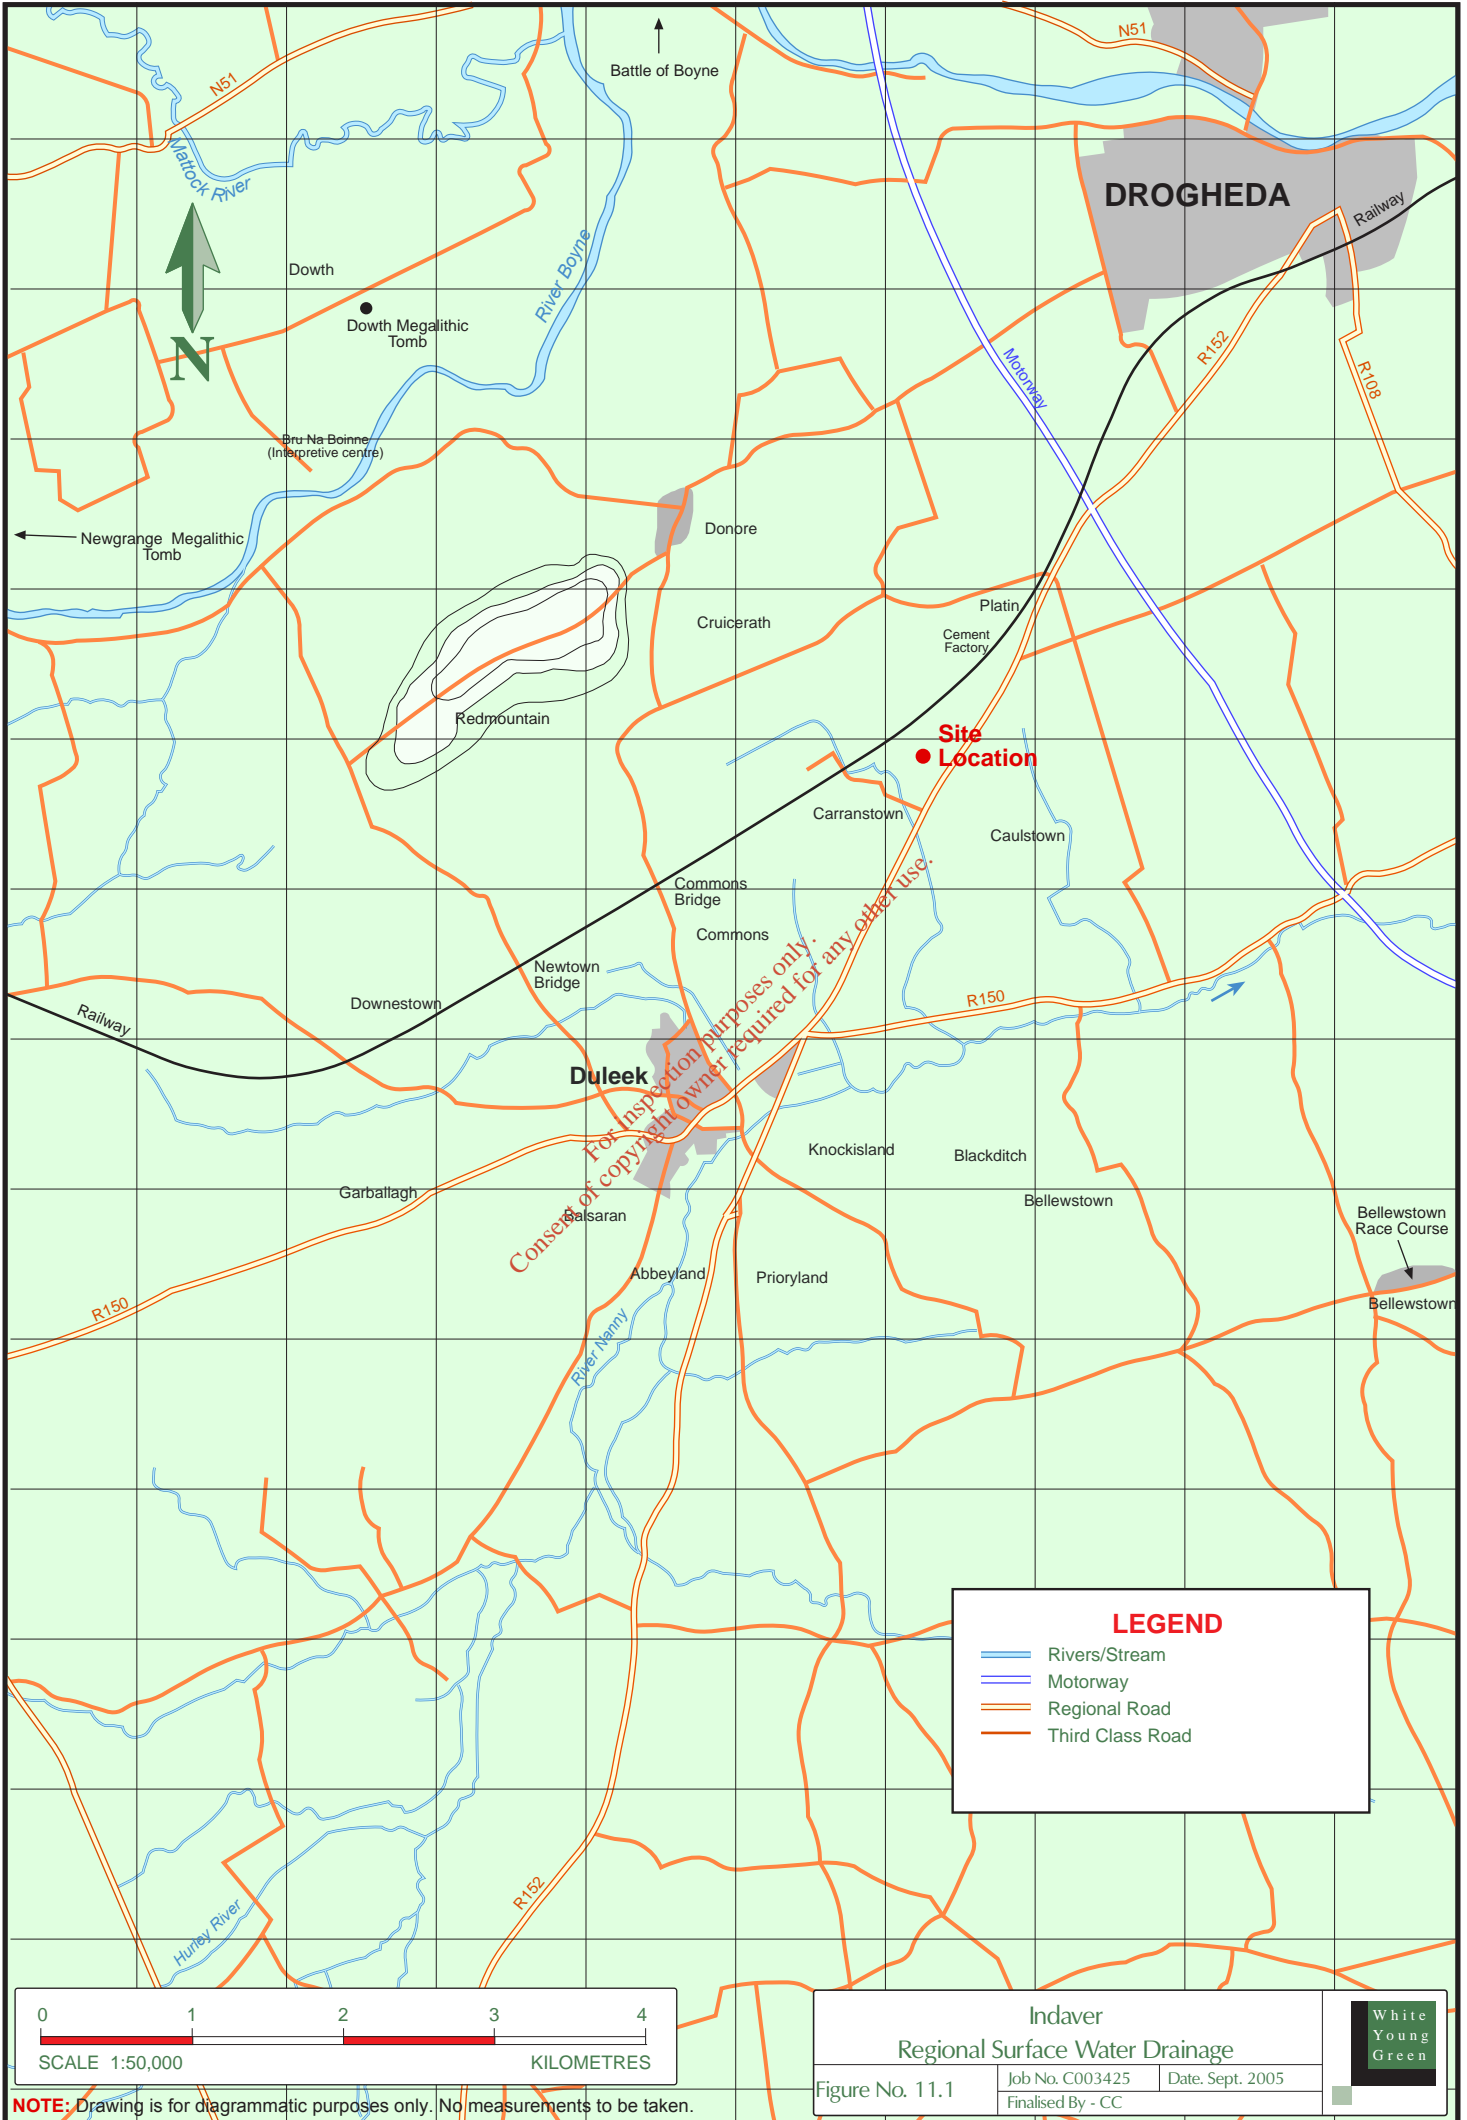 N51
Battle of Boyne
N51
Mattock River
DROGHEDA
Railway
River Boyne
Dowth
Dowth Megalithic
Tomb
N
Motorway
R152
R108
Bru Na Boinne
(Interpretive centre)
Newgrange Megalithic
Tomb
Donore
Cruicerath
Platin
Cement
Factory
Redmountain
Site
Location
Carranstown
Caulstown
Commons
Bridge
Commons
Newtown
Bridge
Downestown
Railway
R150
Duleek
For inspection purposes only.
Consent of copyright owner required for any other use.
Knockisland
Blackditch
Garballagh
Balsaran
Bellewstown
Bellewstown
Race Course
Abbeyland
Prioryland
Bellewstown
R150
River Nanny
LEGEND
Rivers/Stream
Motorway
Regional Road
Third Class Road
R152
Hurley River
0 1 2 3 4
SCALE 1:50,000 KILOMETRES
NOTE: Drawing is for diagrammatic purposes only. No measurements to be taken.
Indaver
Regional Surface Water Drainage
Figure No. 11.1
Job No. C003425
Date. Sept. 2005
Finalised By - CC
White
Young
Green